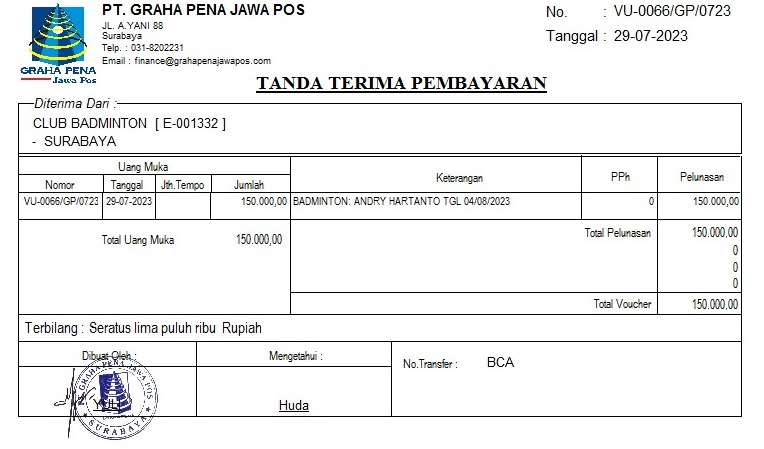 PT. GRAHA PENA JAWA POS
JL. A.YANI 88
Surabaya
Telp. : 031-8202231
Email : finance@grahapenajawapos.com
GRAHA PENA
Jawa Pos
No. : VU-0066/GP/0723
Tanggal : 29-07-2023
TANDA TERIMA PEMBAYARAN
Diterima Dari :
CLUB BADMINTON [ E-001332 ]
- SURABAYA
Uang Muka Keterangan PPh Pelunasan
Nomor Tanggal Jth.Tempo Jumlah
VU-0066/GP/0723 29-07-2023 150.000,00 BADMINTON: ANDRY HARTANTO TGL 04/08/2023 0 150.000,00
Total Uang Muka 150.000,00
Total Pelunasan 150.000,00
0
0
0
Total Voucher 150.000,00
Terbilang : Seratus lima puluh ribu Rupiah
Dibuat Oleh : Mengetahui : No.Transfer : BCA
PT. GRAHA PENA JAWA POS
SURABAYA
Huda